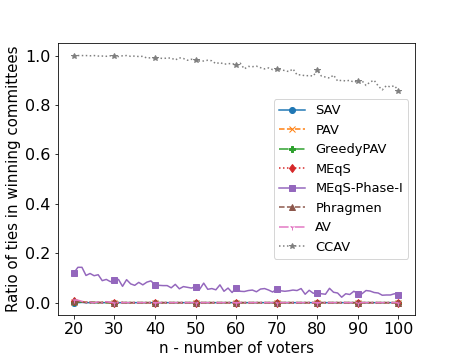 Ratio of ties in winning committees
1.0
0.8
0.6
0.4
0.2
0.0
SAV
PAV
GreedyPAV
MEqS
MEqS-Phase-I
Phragmen
AV
CCAV
20 30 40 50 60 70 80 90 100
n - number of voters